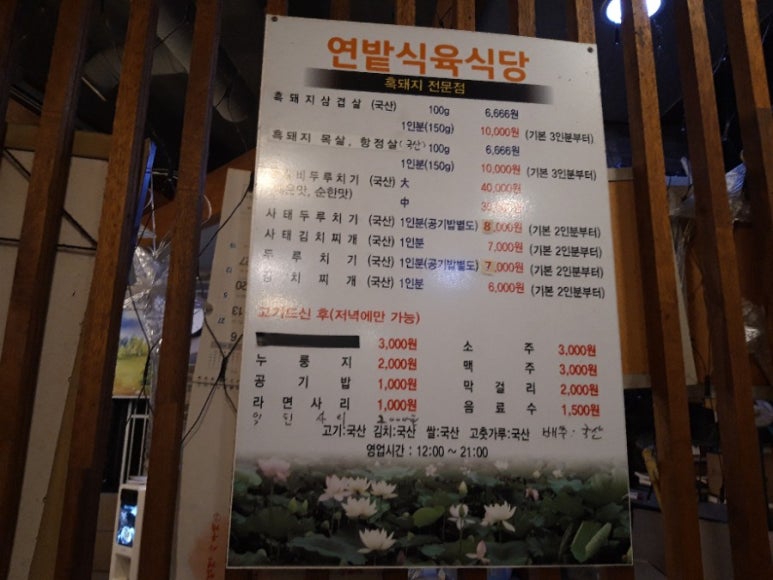 연밭식육식당
흑돼지 전문점
흑돼지삼겹살 (국산) 100g 6,666원
1인분(150g) 10,000원 (기본 3인분부터)
흑돼지 목살, 항정살(국산) 100g 6,666원
1인분(150g) 10,000원 (기본 3인분부터)
비두루치기 (국산) 大 40,000원
순한맛) 中
사태두루치기 (국산) 1인분(공기밥별도) 8,000원 (기본 2인분부터)
사태김치찌개 (국산) 1인분 7,000원 (기본 2인분부터)
두루치기 (국산) 1인분(공기밥별도) 7,000원 (기본 2인분부터)
김치찌개 (국산) 1인분 6,000원 (기본 2인분부터)
고기드신 후(저녁에만 가능)
3,000원 소주 3,000원
누룽지 2,000원 맥주 3,000원
공기밥 1,000원 막걸리 2,000원
라면사리 1,000원 음료수 1,500원
고기:국산 김치:국산 쌀:국산 고춧가루:국산 배추:국산
영업시간 : 12:00 ~ 21:00